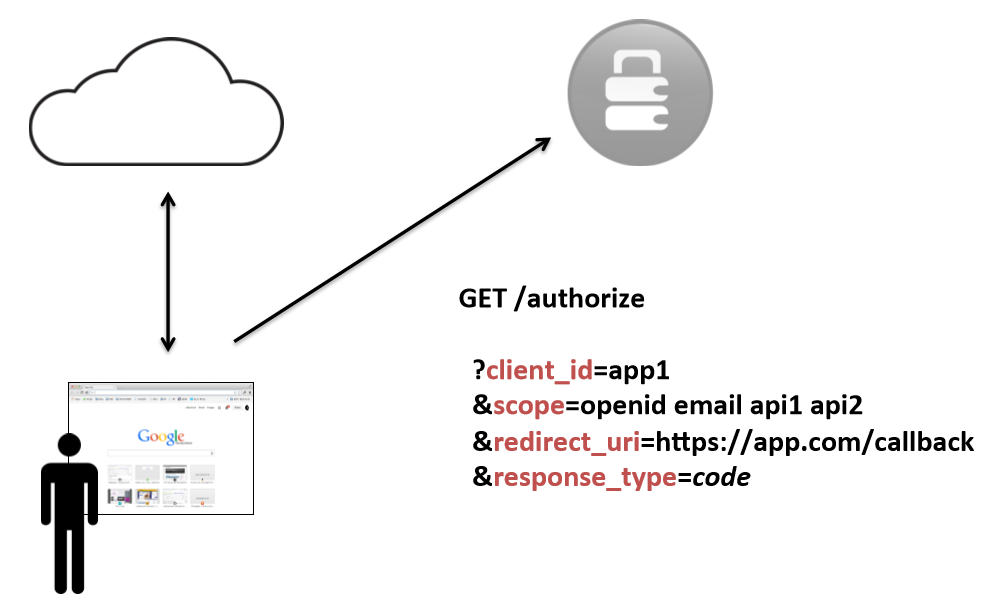 Google
GET /authorize
?client_id=app1
&scope=openid email api1 api2
&redirect_uri=https://app.com/callback
&response_type=code